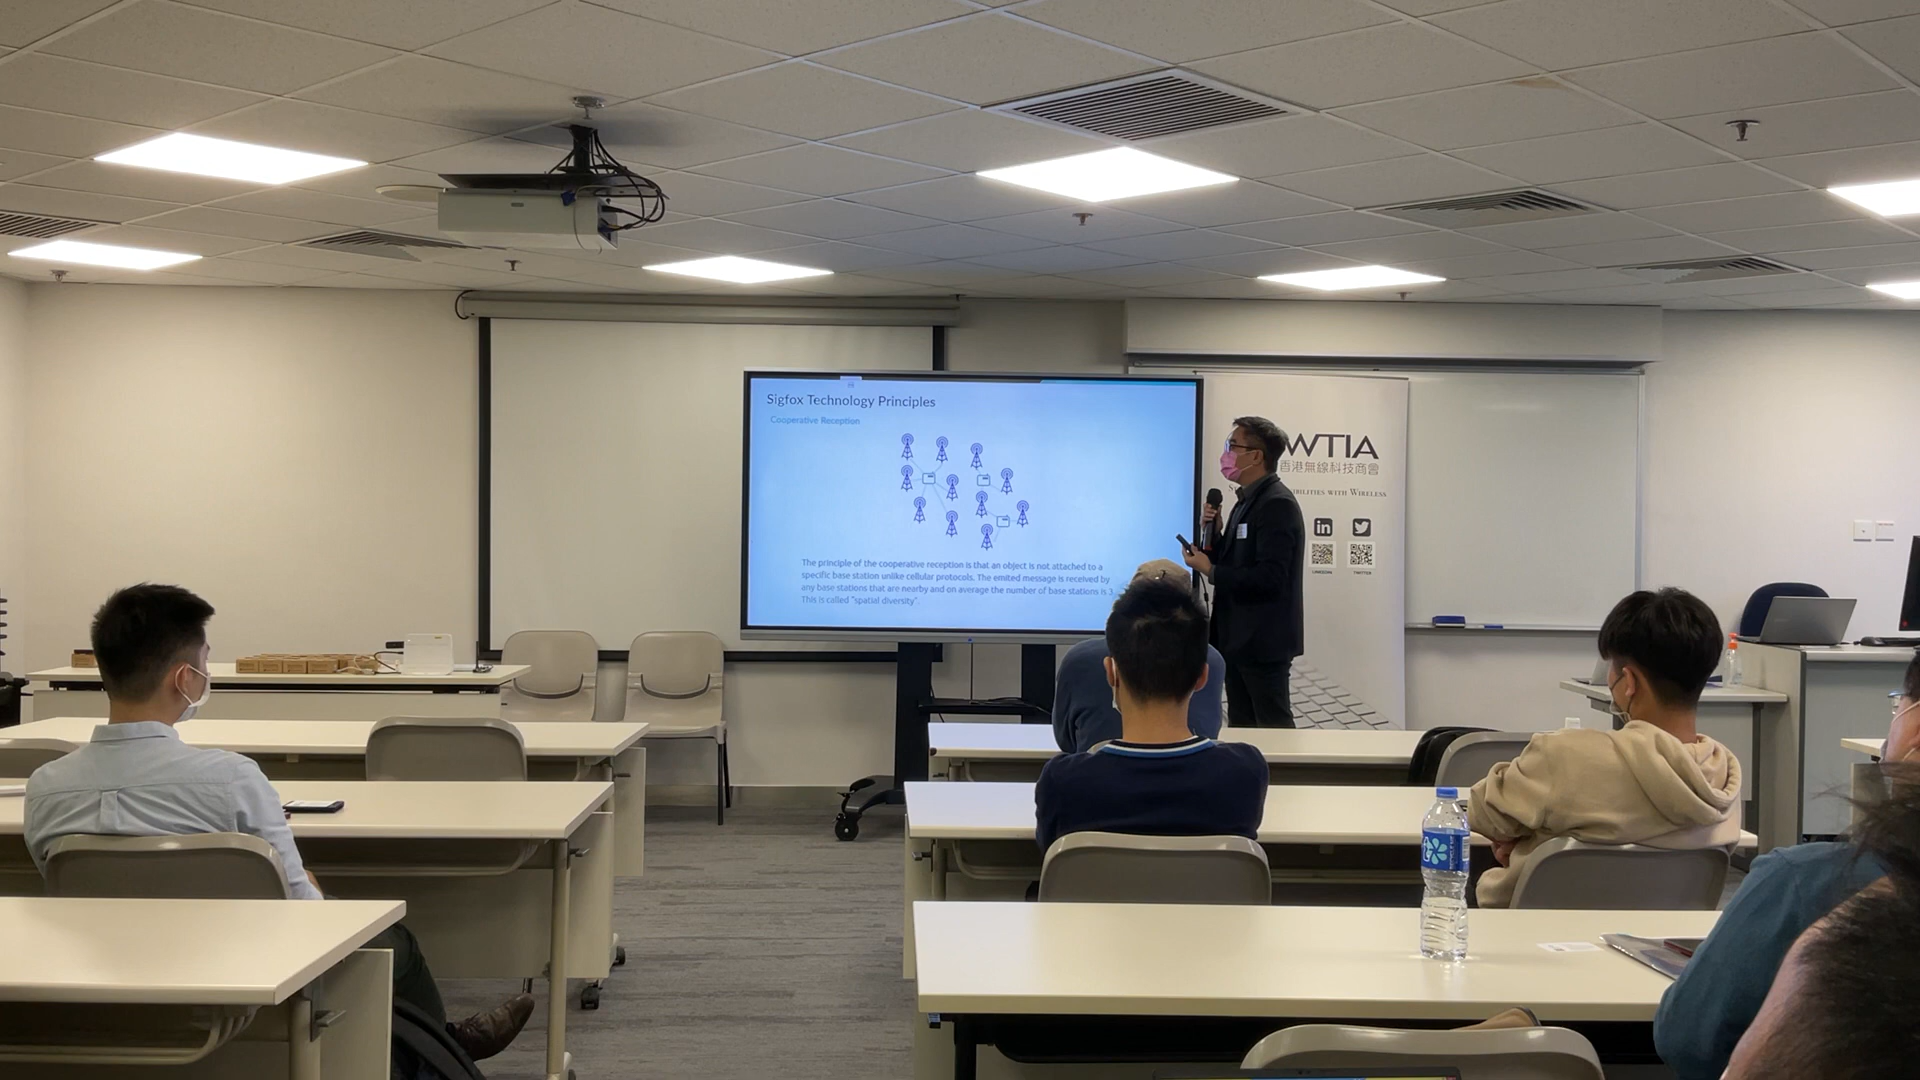 Sigfox Technology Principles
Cooperative Reception
The principle of the cooperative reception is that an object is not attached to a
specific base station unlike cellular protocols. The emited message is received by
any base stations that are nearby and on average the number of base stations is 3.
This is called "spatial diversity".
WTIA
香港無線科技商會
WITH WIRELESS
in
LINKEDIN
TWITTER